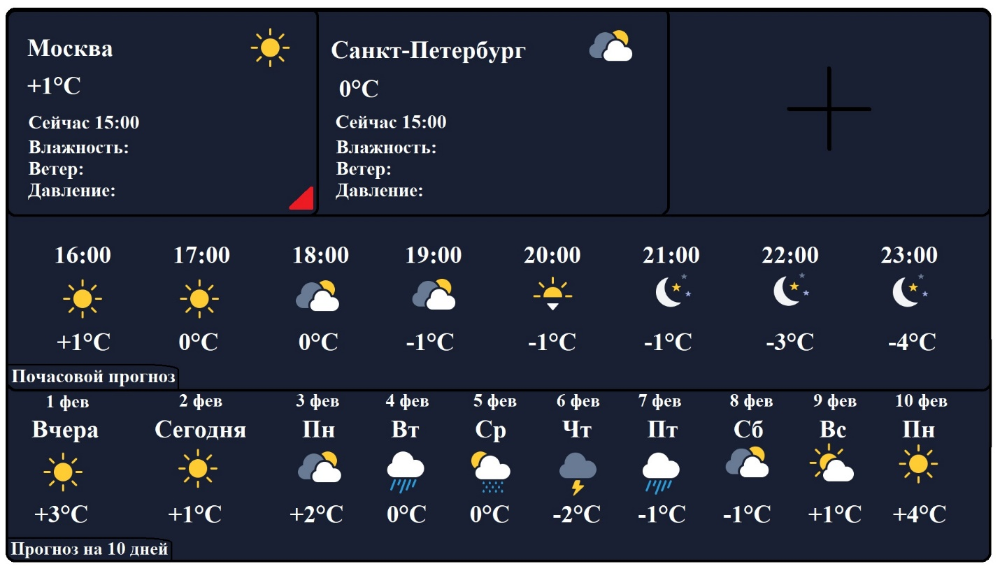 Москва
+1°C
Сейчас 15:00
Влажность:
Ветер:
Давление:
Санкт-Петербург
0°C
Сейчас 15:00
Влажность:
Ветер:
Давление:
16:00 17:00 18:00 19:00 20:00 21:00 22:00 23:00
+1°C 0°C 0°C -1°C -1°C -1°C -3°C -4°C
Почасовой прогноз
1 фев 2 фев 3 фев 4 фев 5 фев 6 фев 7 фев 8 фев 9 фев 10 фев
Вчера Сегодня Пн Вт Ср Чт Пт Сб Вс Пн
+3°C +1°C +2°C 0°C 0°C -2°C -1°C -1°C +1°C +4°C
Прогноз на 10 дней